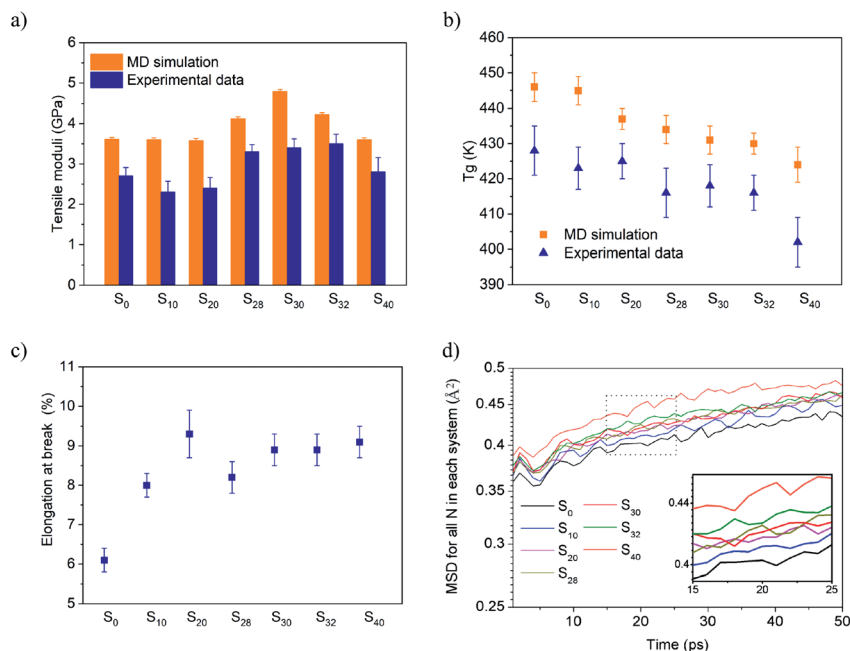 a)
6
5
4
3
2
1
0
Tensile moduli (GPa)
MD simulation
Experimental data
S0 S10 S20 S28 S30 S32 S40
b)
460
450
440
430
420
410
400
390
Tg (K)
MD simulation
Experimental data
S0 S10 S20 S28 S30 S32 S40
c)
11
10
9
8
7
6
5
Elongation at break (%)
S0 S10 S20 S28 S30 S32 S40
d)
0.5
0.45
0.4
0.35
0.3
0.25
MSD for all N in each system (Å²)
S0 S30
S10 S32
S20 S40
S28
0.44
0.4
15 20 25
10 20 30 40 50
Time (ps)